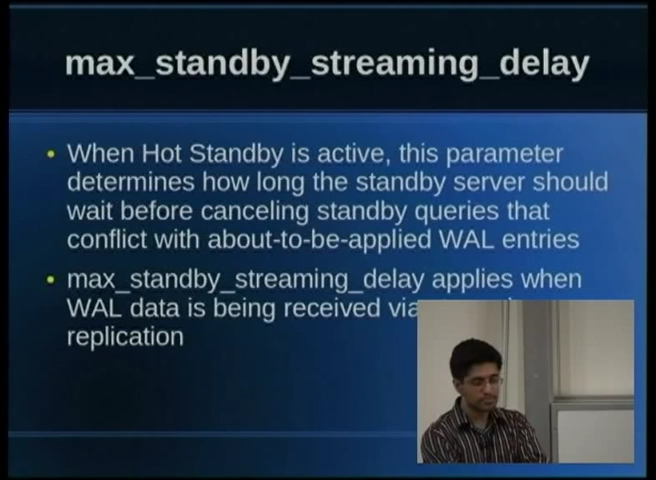 max_standby_streaming_delay
When Hot Standby is active, this parameter
determines how long the standby server should
wait before canceling standby queries that
conflict with about-to-be-applied WAL entries
max_standby_streaming_delay applies when
WAL data is being received via
replication